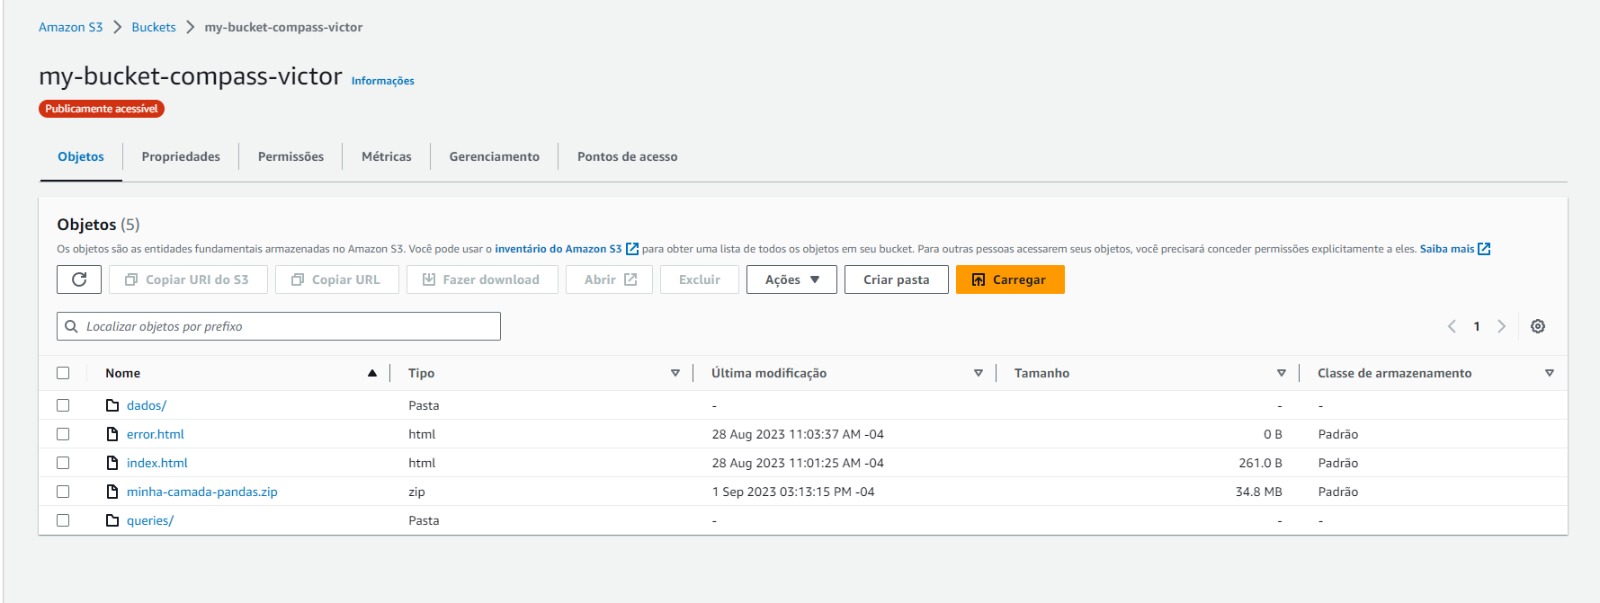 Amazon S3 > Buckets > my-bucket-compass-victor
my-bucket-compass-victor Informações
Publicamente acessível
Objetos Propriedades Permissões Métricas Gerenciamento Pontos de acesso
Objetos (5)
Os objetos são as entidades fundamentais armazenadas no Amazon S3. Você pode usar o inventário do Amazon S3 para obter uma lista de todos os objetos em seu bucket. Para outras pessoas acessarem seus objetos, você precisará conceder permissões explicitamente a eles. Saiba mais
Copiar URI do S3 Copiar URL Fazer download Abrir Excluir Ações Criar pasta Carregar
Localizar objetos por prefixo 1
Nome Tipo Última modificação Tamanho Classe de armazenamento
dados/ Pasta - - -
error.html html 28 Aug 2023 11:03:37 AM -04 0 B Padrão
index.html html 28 Aug 2023 11:01:25 AM -04 261.0 B Padrão
minha-camada-pandas.zip zip 1 Sep 2023 03:13:15 PM -04 34.8 MB Padrão
queries/ Pasta - - -